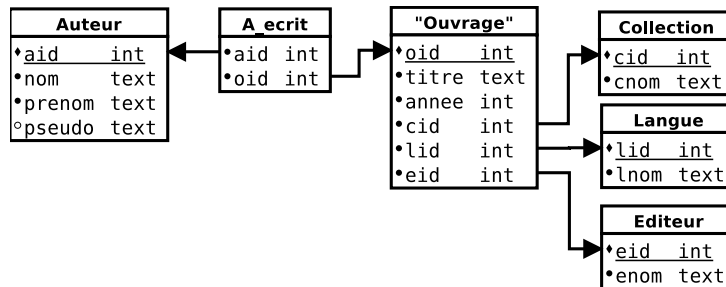 Auteur
aid int
nom text
prenom text
pseudo text
A_ecrit
aid int
oid int
"Ouvrage"
oid int
titre text
annee int
cid int
lid int
eid int
Collection
cid int
cnom text
Langue
lid int
lnom text
Editeur
eid int
enom text